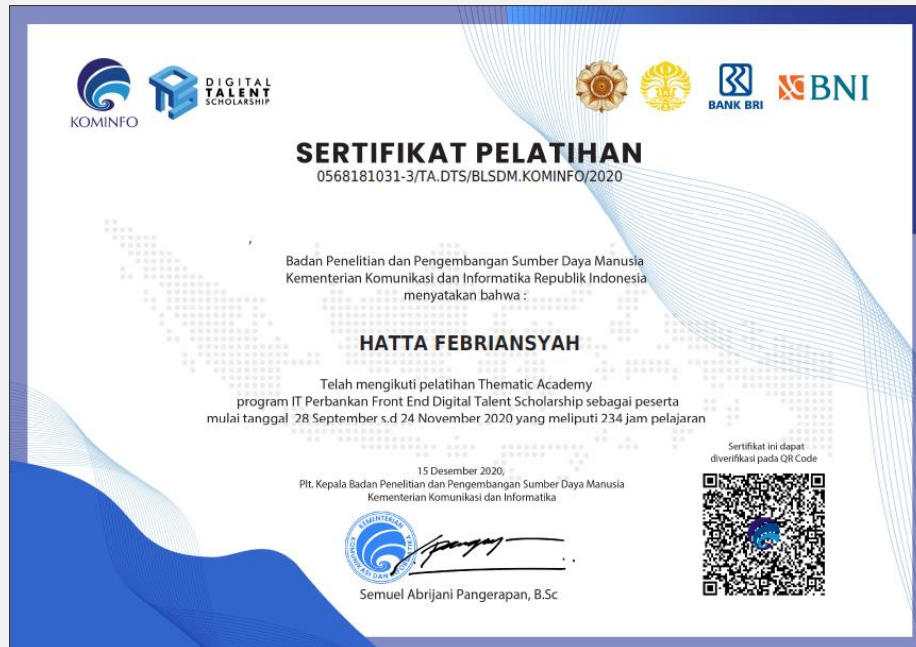 KOMINFO
DIGITAL
TALENT
SCHOLARSHIP
BANK BRI
BNI
SERTIFIKAT PELATIHAN
0568181031-3/TA.DTS/BLSDM.KOMINFO/2020
,
Badan Penelitian dan Pengembangan Sumber Daya Manusia
Kementerian Komunikasi dan Informatika Republik Indonesia
menyatakan bahwa :
HATTA FEBRIANSYAH
Telah mengikuti pelatihan Thematic Academy
program IT Perbankan Front End Digital Talent Scholarship sebagai peserta
mulai tanggal 28 September s.d 24 November 2020 yang meliputi 234 jam pelajaran
Sertifikat ini dapat
diverifikasi pada QR Code
15 Desember 2020,
Plt. Kepala Badan Penelitian dan Pengembangan Sumber Daya Manusia
Kementerian Komunikasi dan Informatika
KEMENTERIAN
KOMUNIKASI DAN
Semuel Abrijani Pangerapan, B.Sc